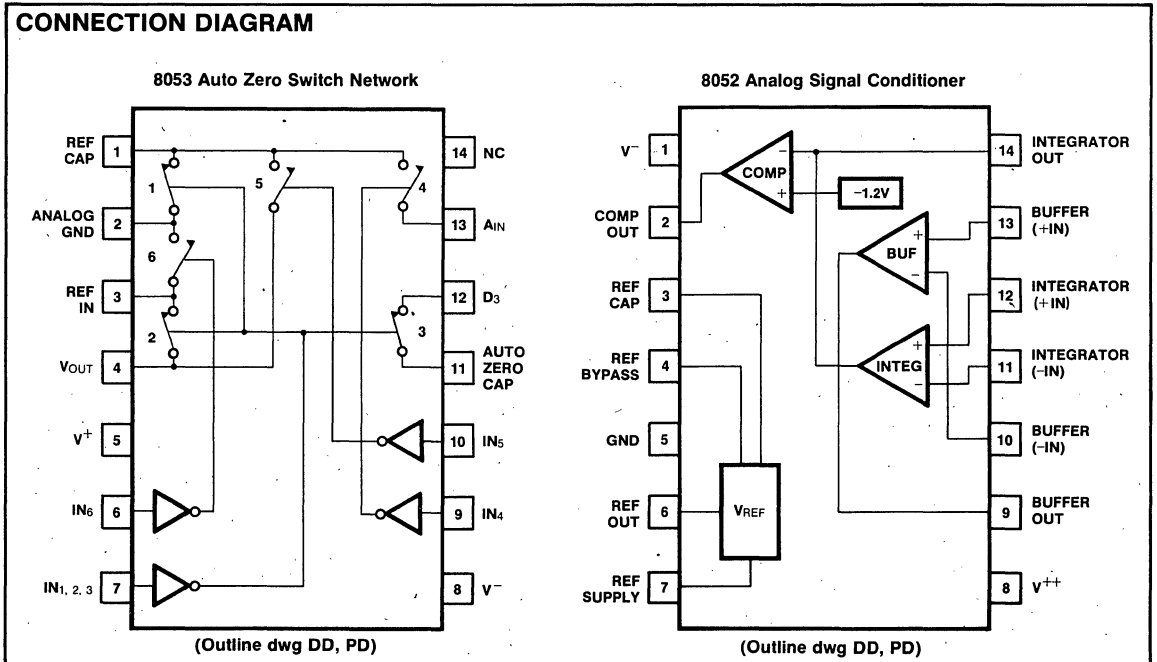 CONNECTION DIAGRAM
8053 Auto Zero Switch Network
REF
CAP
1
ANALOG
GND
2
REF
IN
3
VOUT
4
V+
5
IN6
6
IN1, 2, 3
7
14
NC
13
AIN
12
D3
11
AUTO
ZERO
CAP
10
IN5
9
IN4
8
V−
1
5
4
6
2
3
(Outline dwg DD, PD)
8052 Analog Signal Conditioner
V−
1
COMP
OUT
2
REF
CAP
3
REF
BYPASS
4
GND
5
REF
OUT
6
REF
SUPPLY
7
14
INTEGRATOR
OUT
13
BUFFER
(+IN)
12
INTEGRATOR
(+IN)
11
INTEGRATOR
(−IN)
10
BUFFER
(−IN)
9
BUFFER
OUT
8
V++
−
COMP
+
−1.2V
+
BUF
−
+
INTEG
−
VREF
(Outline dwg DD, PD)